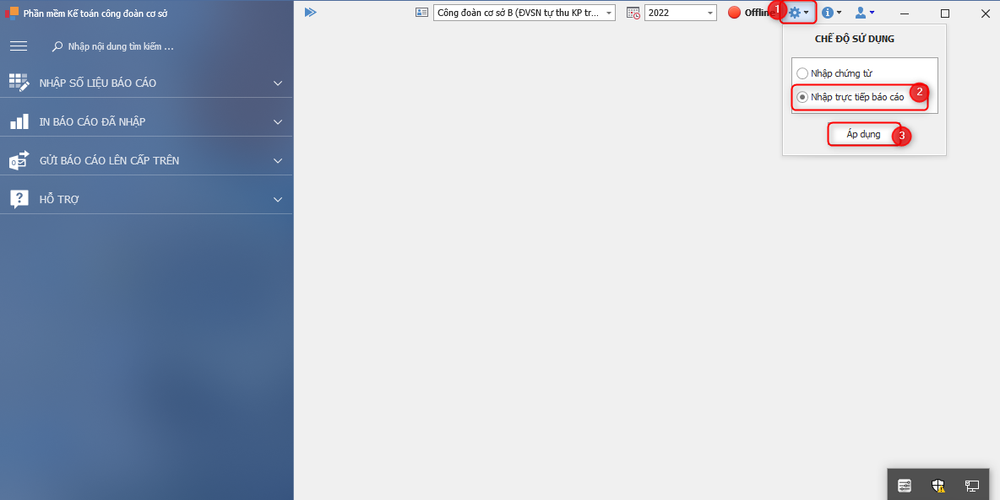 Phần mềm Kế toán công đoàn cơ sở
Công đoàn cơ sở B (ĐVSN tự thu KP tr...
2022
Offline
1
Nhập nội dung tìm kiếm ...
NHẬP SỐ LIỆU BÁO CÁO
IN BÁO CÁO ĐÃ NHẬP
GỬI BÁO CÁO LÊN CẤP TRÊN
HỖ TRỢ
CHẾ ĐỘ SỬ DỤNG
Nhập chứng từ
Nhập trực tiếp báo cáo
2
Áp dụng
3